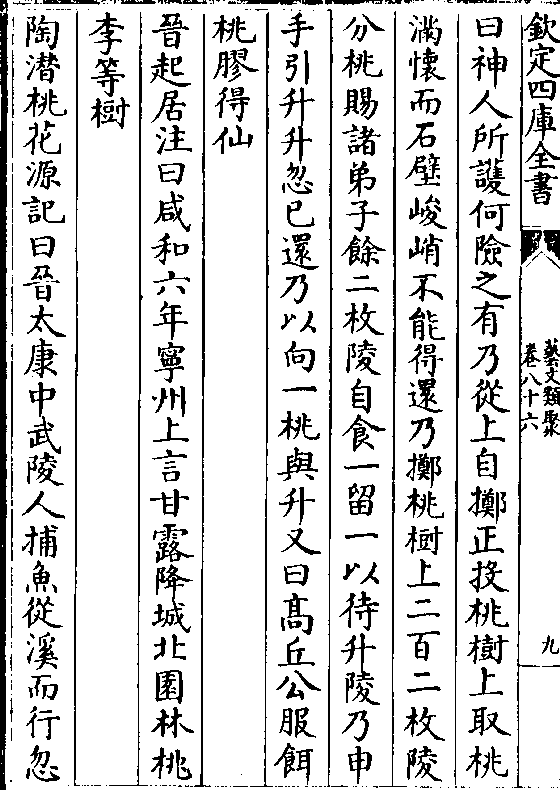 欽定四庫全書
藝文類聚
卷八十六
九
曰神人所護何險之有乃從上自擲正投桃樹上取桃
滿懷而石壁峻峭不能得還乃擲桃樹上二百二枚陵
分桃賜諸弟子餘二枚陵自食一留一以待升陵乃申
手引升升忽已還乃以向一桃與升又曰髙丘公服餌
桃膠得仙
晉起居注曰咸和六年寧州上言甘露降城北園林桃
李等樹
陶潛桃花源記曰晉太康中武陵人捕魚從溪而行忽